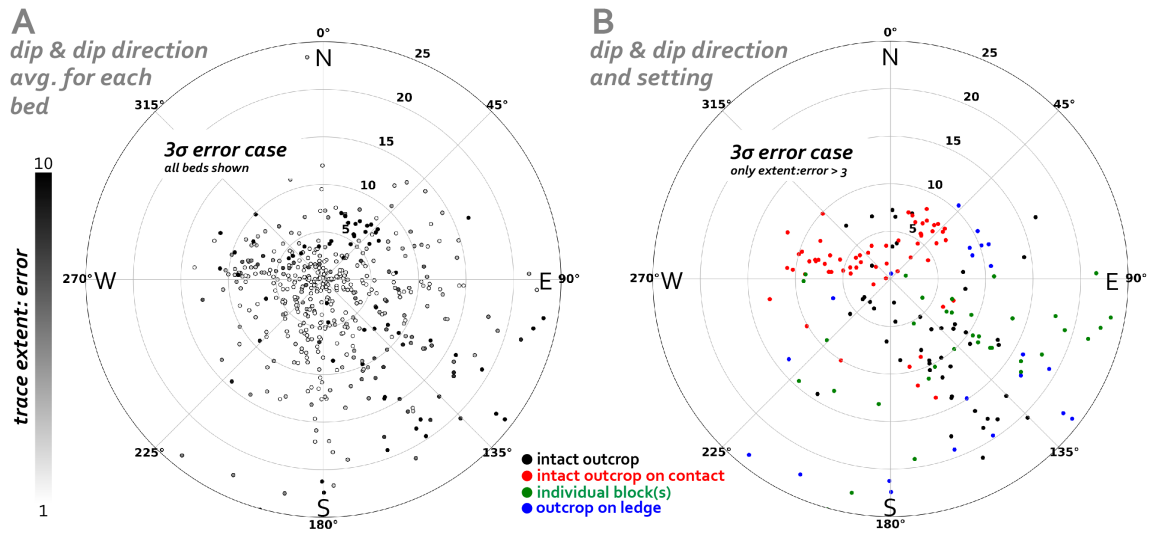 A
dip & dip direction
avg. for each
bed
0°
N
25
20
15
10
5
45°
315°
3σ error case
all beds shown
10
trace extent: error
1
270°
W
E
90°
225°
135°
S
180°
B
dip & dip direction
and setting
0°
N
25
20
15
10
5
45°
315°
3σ error case
only extent:error > 3
270°
W
E
90°
225°
135°
S
180°
intact outcrop
intact outcrop on contact
individual block(s)
outcrop on ledge